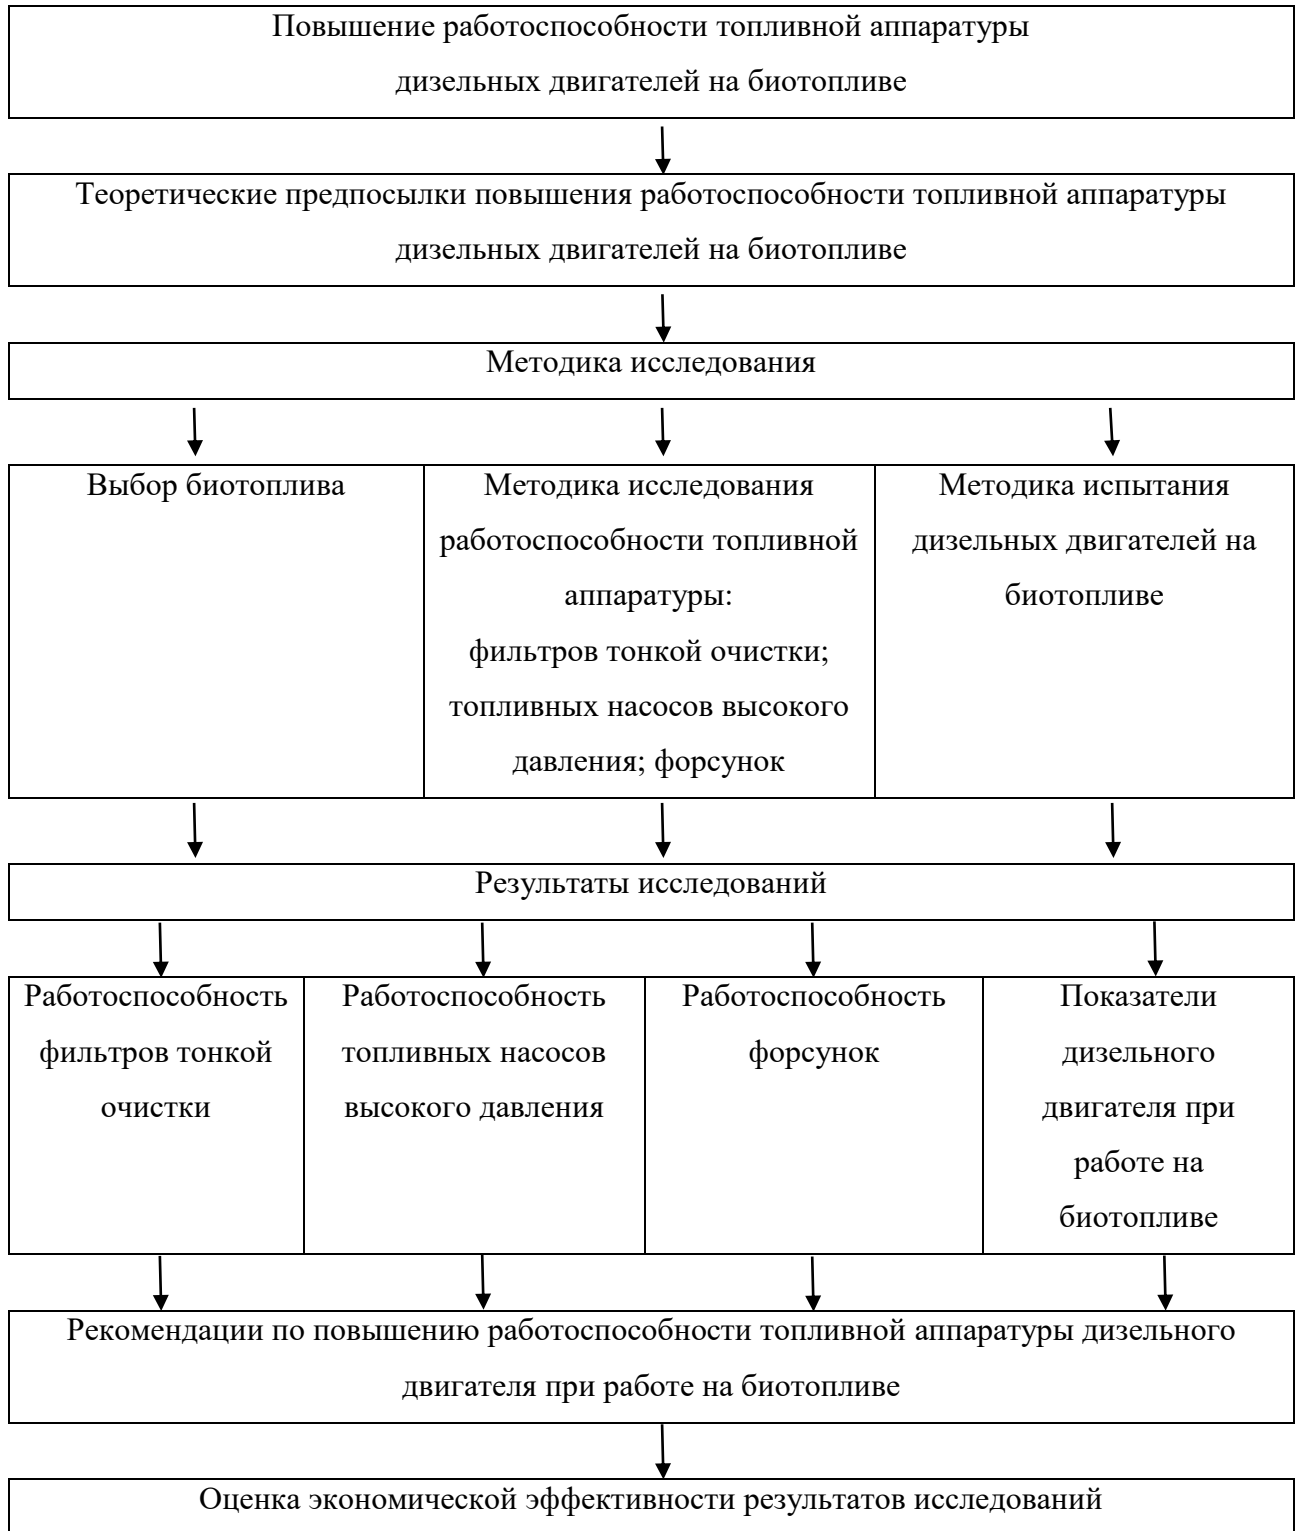 Повышение работоспособности топливной аппаратуры
дизельных двигателей на биотопливе
Теоретические предпосылки повышения работоспособности топливной аппаратуры
дизельных двигателей на биотопливе
Методика исследования
Выбор биотоплива
Методика исследования
работоспособности топливной
аппаратуры:
фильтров тонкой очистки;
топливных насосов высокого
давления; форсунок
Методика испытания
дизельных двигателей на
биотопливе
Результаты исследований
Работоспособность
фильтров тонкой
очистки
Работоспособность
топливных насосов
высокого давления
Работоспособность
форсунок
Показатели
дизельного
двигателя при
работе на
биотопливе
Рекомендации по повышению работоспособности топливной аппаратуры дизельного
двигателя при работе на биотопливе
Оценка экономической эффективности результатов исследований